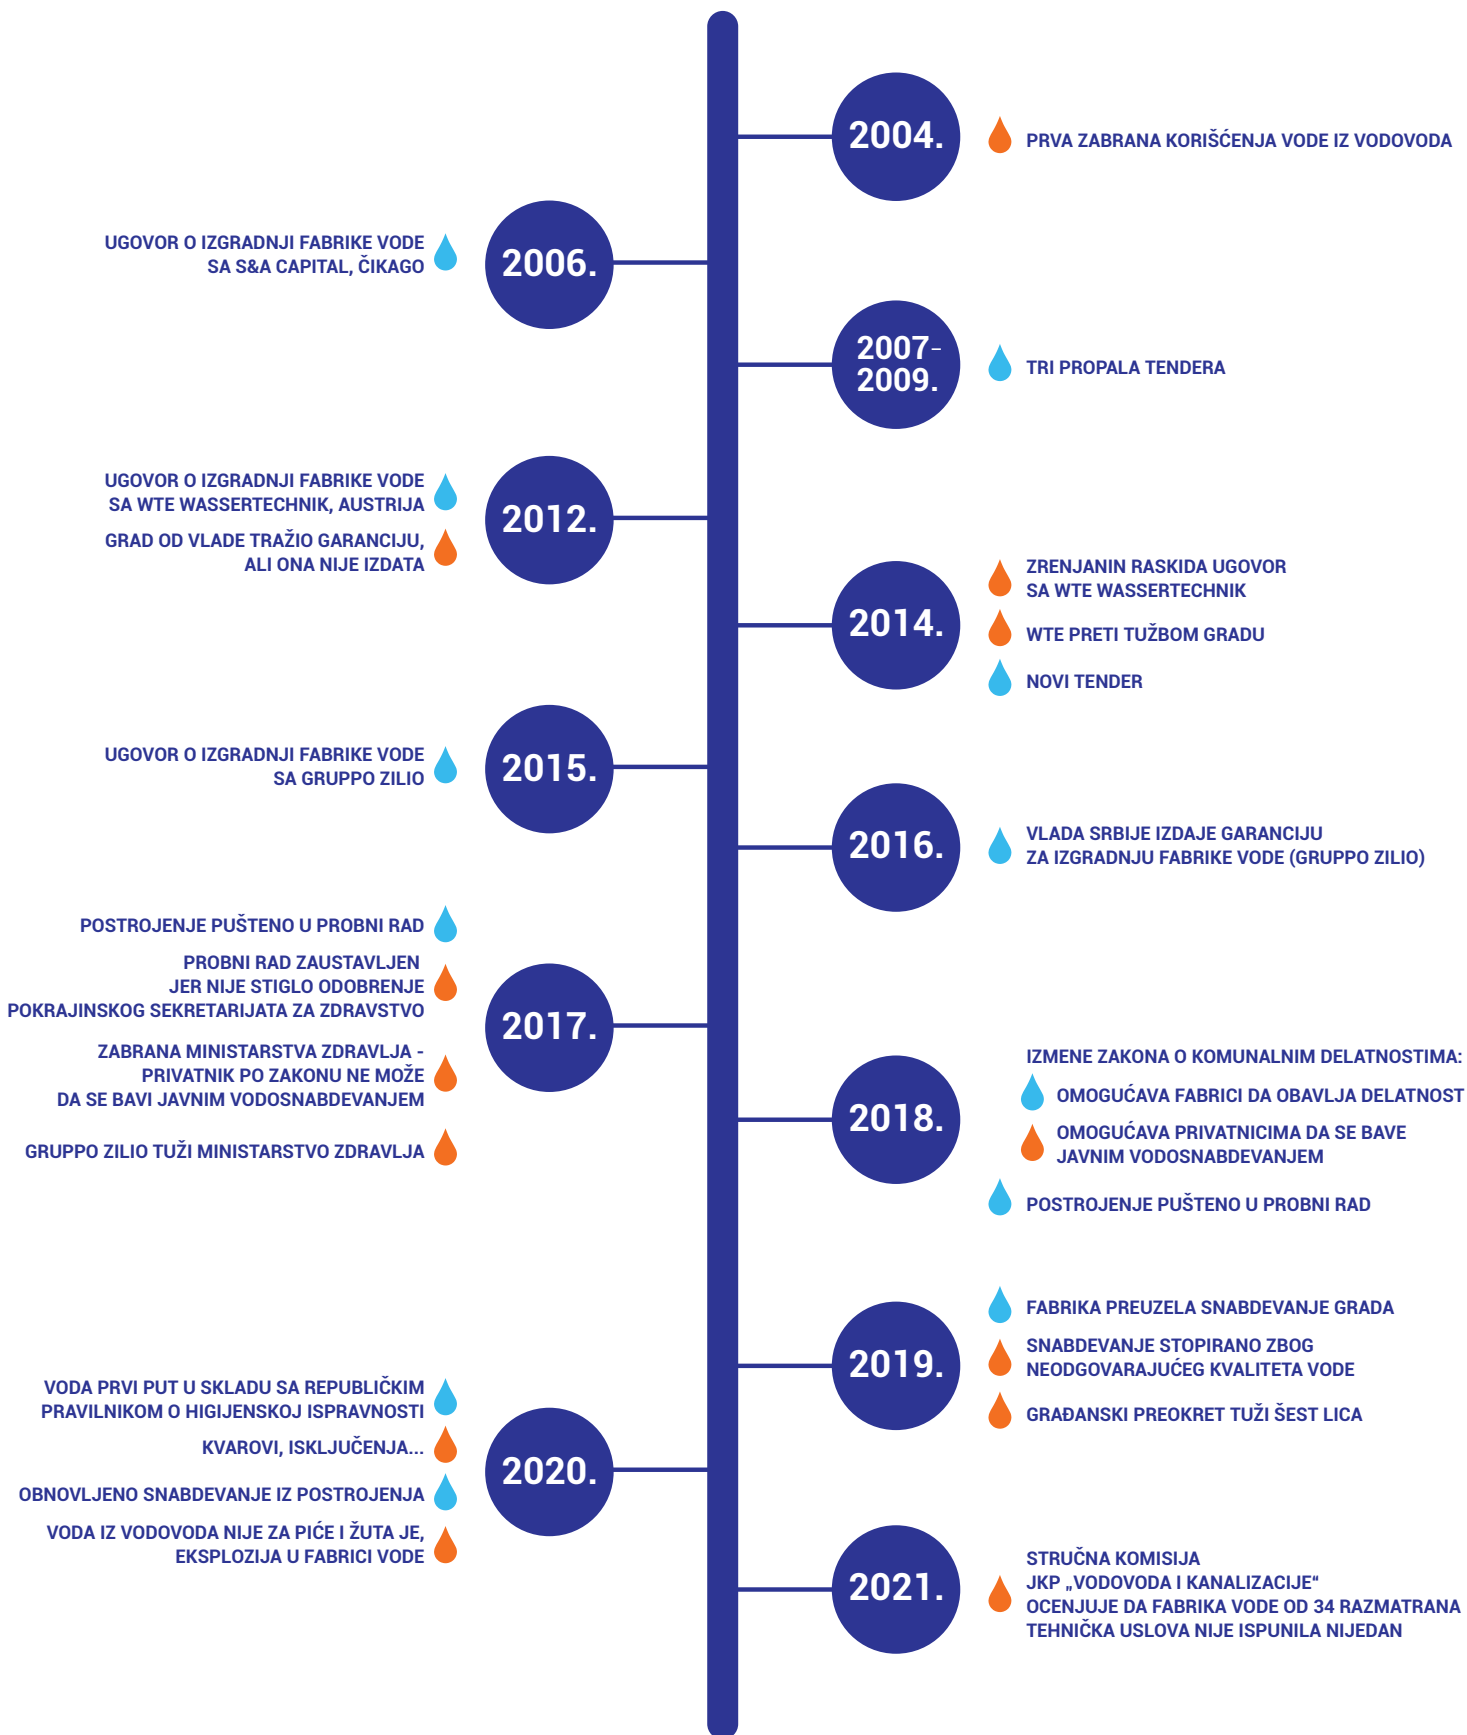 2004.
PRVA ZABRANA KORIŠĆENJA VODE IZ VODOVODA
UGOVOR O IZGRADNJI FABRIKE VODE
SA S&A CAPITAL, ČIKAGO
2006.
2007–
2009.
TRI PROPALA TENDERA
UGOVOR O IZGRADNJI FABRIKE VODE
SA WTE WASSERTECHNIK, AUSTRIJA
GRAD OD VLADE TRAŽIO GARANCIJU,
ALI ONA NIJE IZDATA
2012.
2014.
ZRENJANIN RASKIDA UGOVOR
SA WTE WASSERTECHNIK
WTE PRETI TUŽBOM GRADU
NOVI TENDER
UGOVOR O IZGRADNJI FABRIKE VODE
SA GRUPPO ZILIO
2015.
2016.
VLADA SRBIJE IZDAJE GARANCIJU
ZA IZGRADNJU FABRIKE VODE (GRUPPO ZILIO)
POSTROJENJE PUŠTENO U PROBNI RAD
PROBNI RAD ZAUSTAVLJEN
JER NIJE STIGLO ODOBRENJE
POKRAJINSKOG SEKRETARIJATA ZA ZDRAVSTVO
ZABRANA MINISTARSTVA ZDRAVLJA -
PRIVATNIK PO ZAKONU NE MOŽE
DA SE BAVI JAVNIM VODOSNABDEVANJEM
GRUPPO ZILIO TUŽI MINISTARSTVO ZDRAVLJA
2017.
2018.
IZMENE ZAKONA O KOMUNALNIM DELATNOSTIMA:
OMOGUĆAVA FABRICI DA OBAVLJA DELATNOST
OMOGUĆAVA PRIVATNICIMA DA SE BAVE
JAVNIM VODOSNABDEVANJEM
POSTROJENJE PUŠTENO U PROBNI RAD
2019.
FABRIKA PREUZELA SNABDEVANJE GRADA
SNABDEVANJE STOPIRANO ZBOG
NEODGOVARAJUĆEG KVALITETA VODE
GRAĐANSKI PREOKRET TUŽI ŠEST LICA
VODA PRVI PUT U SKLADU SA REPUBLIČKIM
PRAVILNIKOM O HIGIJENSKOJ ISPRAVNOSTI
KVAROVI, ISKLJUČENJA...
OBNOVLJENO SNABDEVANJE IZ POSTROJENJA
VODA IZ VODOVODA NIJE ZA PIĆE I ŽUTA JE,
EKSPLOZIJA U FABRICI VODE
2020.
2021.
STRUČNA KOMISIJA
JKP „VODOVODA I KANALIZACIJE“
OCENJUJE DA FABRIKA VODE OD 34 RAZMATRANA
TEHNIČKA USLOVA NIJE ISPUNILA NIJEDAN